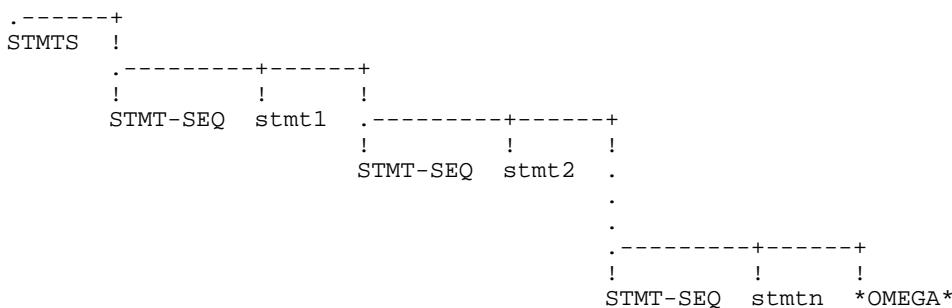 .------+
STMTS  !
       .---------+------+
       !         !      !
       STMT-SEQ  stmt1  .---------+------+
                        !         !      !
                        STMT-SEQ  stmt2  .
                                         .
                                         .
                                         .---------+------+
                                         !         !      !
                                         STMT-SEQ  stmtn  *OMEGA*